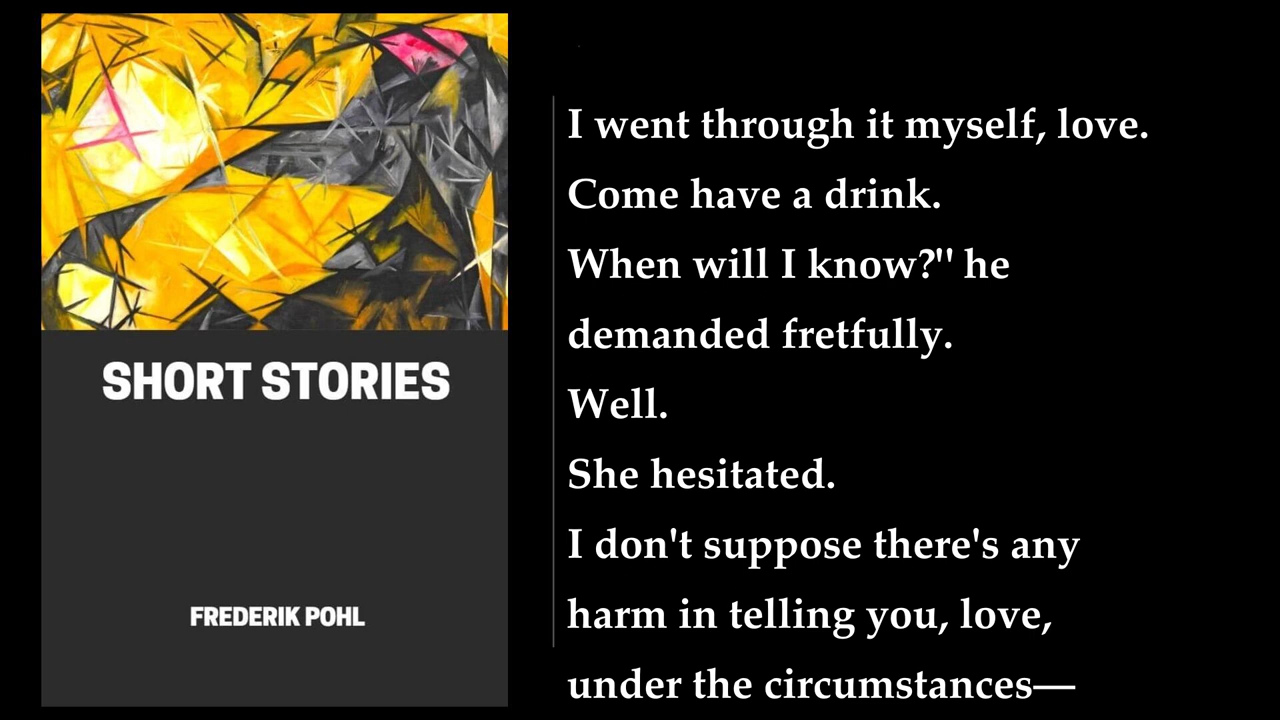 SHORT STORIES
FREDERIK POHL
I went through it myself, love.
Come have a drink.
When will I know?" he
demanded fretfully.
Well.
She hesitated.
I don't suppose there's any
harm in telling you, love,
under the circumstances—